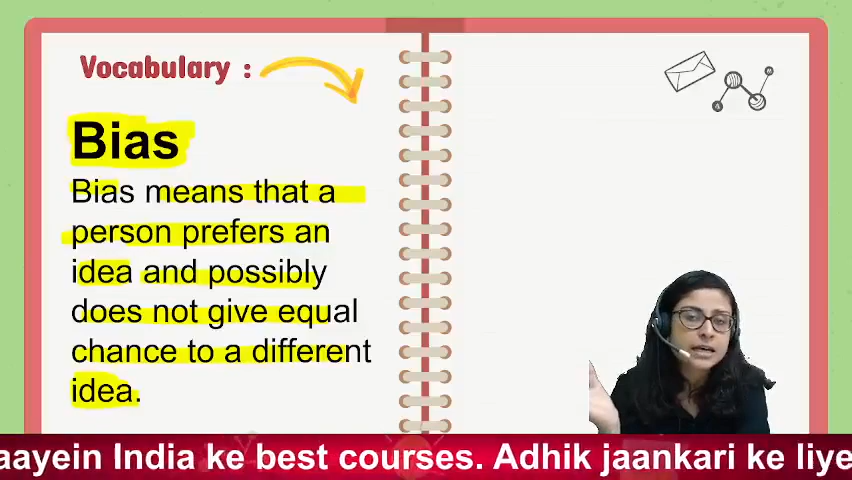 Vocabulary :
Bias
Bias means that a
person prefers an
idea and possibly
does not give equal
chance to a different
idea.
India ke best courses. Adhik jaankari ke liye